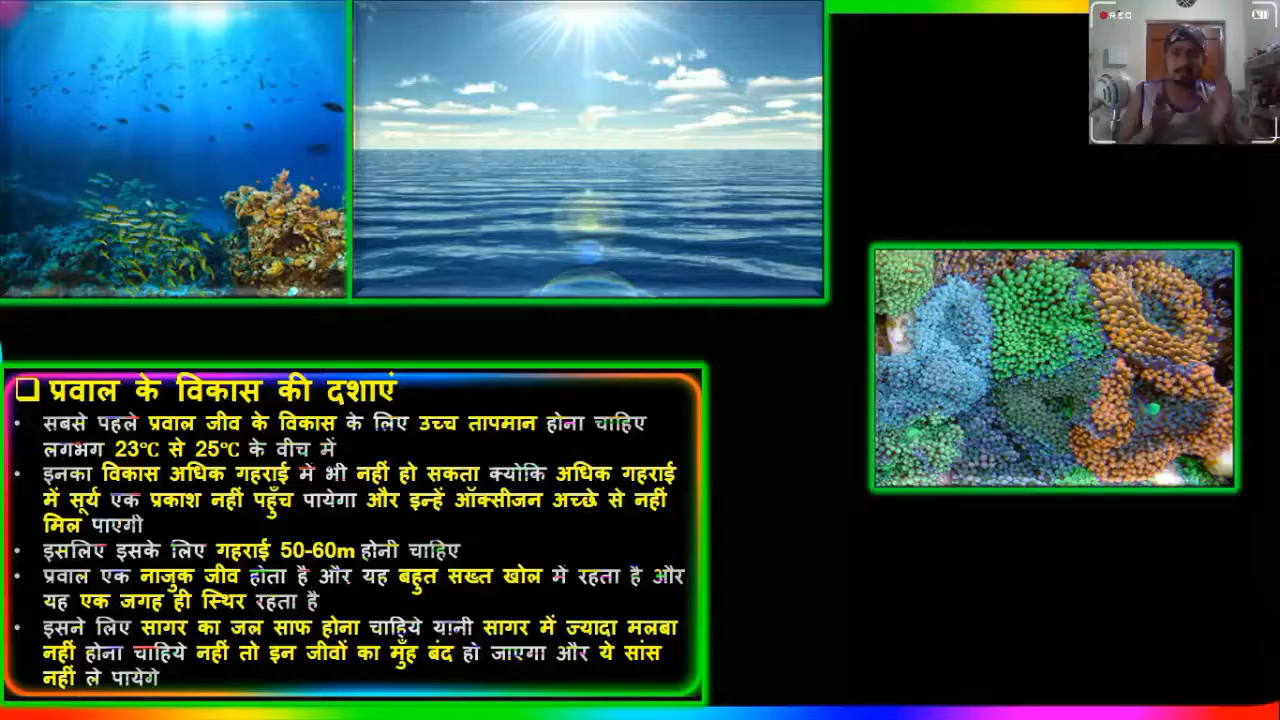 REC
प्रवाल के विकास की दशाएं
सबसे पहले प्रवाल जीव के विकास के लिए उच्च तापमान होना चाहिए
लगभग 23℃ से 25℃ के वीच में
इनका विकास अधिक गहराई में भी नहीं हो सकता क्योकि अधिक गहराई
में सूर्य एक प्रकाश नहीं पहुँच पायेगा और इन्हें ऑक्सीजन अच्छे से नहीं
मिल पाएगी
इसलिए इसके लिए गहराई 50-60m होनी चाहिए
प्रवाल एक नाजुक जीव होता है और यह बहुत सख्त खोल में रहता है और
यह एक जगह ही स्थिर रहता है
इसने लिए सागर का जल साफ होना चाहिये यानी सागर में ज्यादा मलबा
नहीं होना चाहिये नहीं तो इन जीवों का मुँह बंद हो जाएगा और ये सांस
नहीं ले पायेंगे